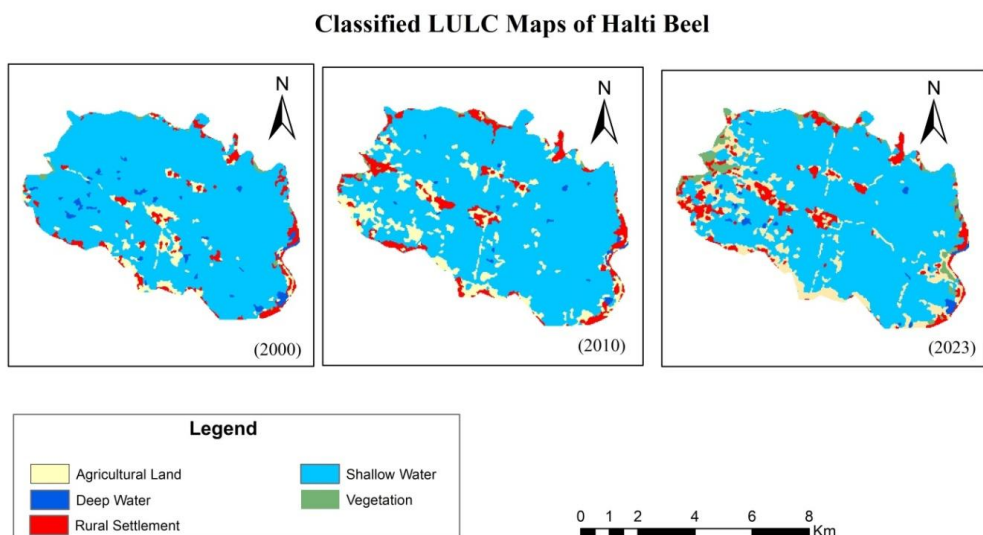 Classified LULC Maps of Halti Beel
N
N
N
(2000)
(2010)
(2023)
Legend
Agricultural Land
Shallow Water
Deep Water
Vegetation
Rural Settlement
0 1 2 4 6 8
Km